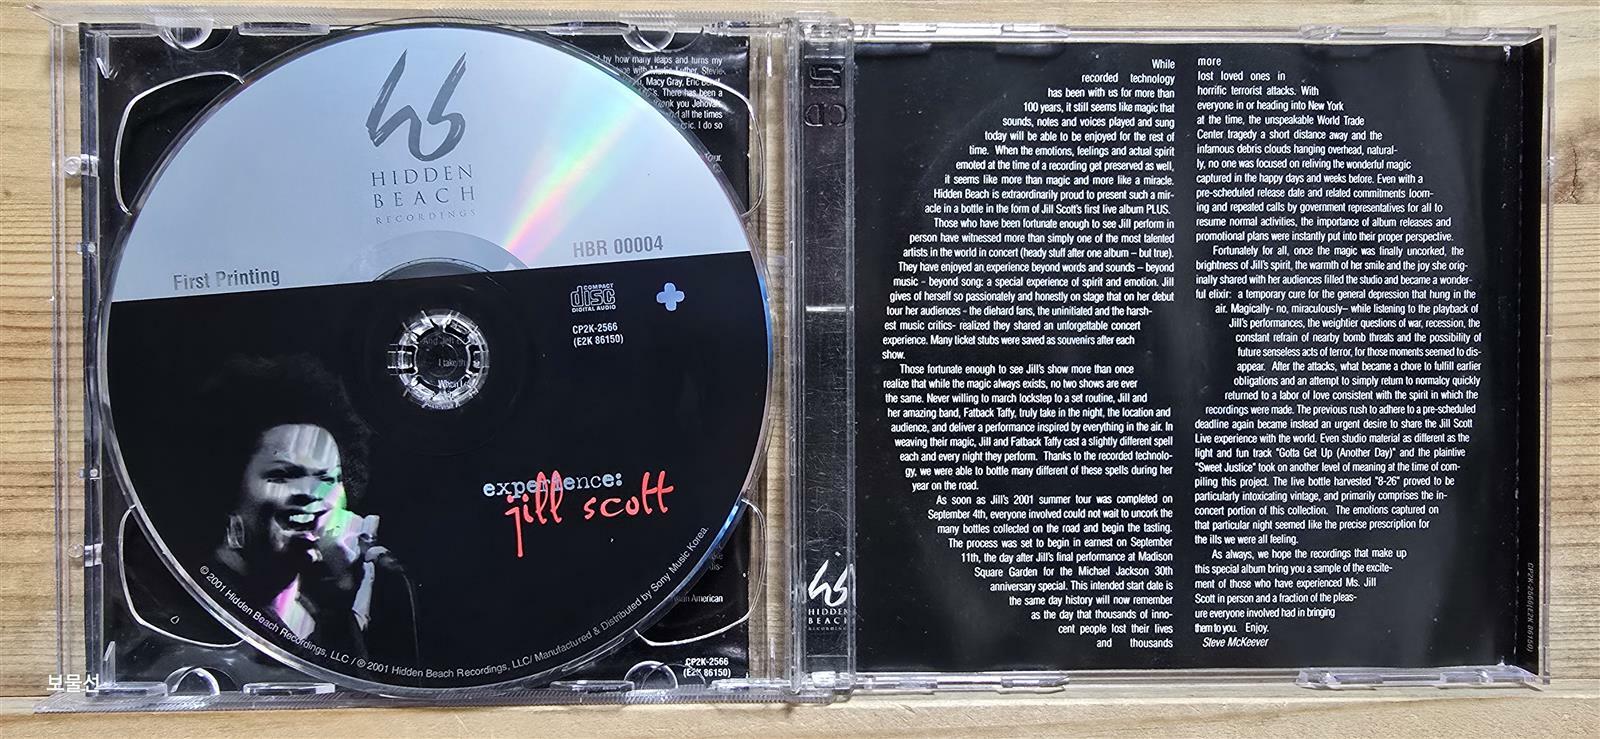 HIDDEN
BEACH
RECORDINGS
HBR 00004
First Printing
COMPACT
disc
DIGITAL AUDIO
CP2K-2566
(E2K 86150)
experience:
jill scott
© 2001 Hidden Beach Recordings, LLC / ℗ 2001 Hidden Beach Recordings, LLC/ Manufactured & Distributed by Sony Music Korea.
by how many leaps and turns my
Stevie
Macy Gray, Eric
There has been a
you Jehovah
all the times
I do so
Tour.
I take
When I
American
CP2K-2566
(E2K 86150)
보물선
HIDDEN
BEACH
RECORDINGS
While
recorded technology
has been with us for more than
100 years, it still seems like magic that
sounds, notes and voices played and sung
today will be able to be enjoyed for the rest of
time. When the emotions, feelings and actual spirit
emoted at the time of a recording get preserved as well,
it seems like more than magic and more like a miracle.
Hidden Beach is extraordinarily proud to present such a mir-
acle in a bottle in the form of Jill Scott's first live album PLUS.
Those who have been fortunate enough to see Jill perform in
person have witnessed more than simply one of the most talented
artists in the world in concert (heady stuff after one album – but true).
They have enjoyed an experience beyond words and sounds – beyond
music - beyond song: a special experience of spirit and emotion. Jill
gives of herself so passionately and honestly on stage that on her debut
tour her audiences - the diehard fans, the uninitiated and the harsh-
est music critics- realized they shared an unforgettable concert
experience. Many ticket stubs were saved as souvenirs after each
show.
Those fortunate enough to see Jill's show more than once
realize that while the magic always exists, no two shows are ever
the same. Never willing to march lockstep to a set routine, Jill and
her amazing band, Fatback Taffy, truly take in the night, the location and
audience, and deliver a performance inspired by everything in the air. In
weaving their magic, Jill and Fatback Taffy cast a slightly different spell
each and every night they perform. Thanks to the recorded technolo-
gy, we were able to bottle many different of these spells during her
year on the road.
As soon as Jill's 2001 summer tour was completed on
September 4th, everyone involved could not wait to uncork the
many bottles collected on the road and begin the tasting.
The process was set to begin in earnest on September
11th, the day after Jill's final performance at Madison
Square Garden for the Michael Jackson 30th
anniversary special. This intended start date is
the same day history will now remember
as the day that thousands of inno-
cent people lost their lives
and thousands
more
lost loved ones in
horrific terrorist attacks. With
everyone in or heading into New York
at the time, the unspeakable World Trade
Center tragedy a short distance away and the
infamous debris clouds hanging overhead, natural-
ly, no one was focused on reliving the wonderful magic
captured in the happy days and weeks before. Even with a
pre-scheduled release date and related commitments loom-
ing and repeated calls by government representatives for all to
resume normal activities, the importance of album releases and
promotional plans were instantly put into their proper perspective.
Fortunately for all, once the magic was finally uncorked, the
brightness of Jill's spirit, the warmth of her smile and the joy she orig-
inally shared with her audiences filled the studio and became a wonder-
ful elixir: a temporary cure for the general depression that hung in the
air. Magically- no, miraculously– while listening to the playback of
Jill's performances, the weightier questions of war, recession, the
constant refrain of nearby bomb threats and the possibility of
future senseless acts of terror, for those moments seemed to dis-
appear. After the attacks, what became a chore to fulfill earlier
obligations and an attempt to simply return to normalcy quickly
returned to a labor of love consistent with the spirit in which the
recordings were made. The previous rush to adhere to a pre-scheduled
deadline again became instead an urgent desire to share the Jill Scott
Live experience with the world. Even studio material as different as the
light and fun track "Gotta Get Up (Another Day)" and the plaintive
"Sweet Justice" took on another level of meaning at the time of com-
piling this project. The live bottle harvested "8-26" proved to be
particularly intoxicating vintage, and primarily comprises the in-
concert portion of this collection. The emotions captured on
that particular night seemed like the precise prescription for
the ills we were all feeling.
As always, we hope the recordings that make up
this special album bring you a sample of the excite-
ment of those who have experienced Ms. Jill
Scott in person and a fraction of the pleas-
ure everyone involved had in bringing
them to you. Enjoy.
Steve McKeever
CP2K-2566(E2K 86150)